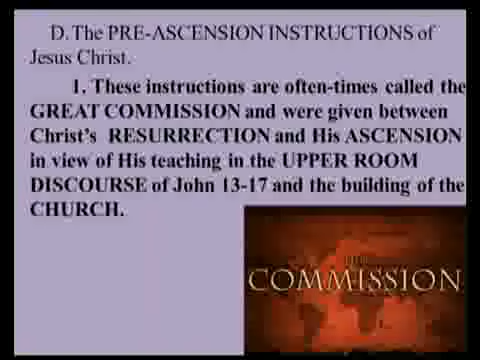 D. The PRE-ASCENSION INSTRUCTIONS of
Jesus Christ.
1. These instructions are often-times called the
GREAT COMMISSION and were given between
Christ's RESURRECTION and His ASCENSION
in view of His teaching in the UPPER ROOM
DISCOURSE of John 13-17 and the building of the
CHURCH.
COMMISSION